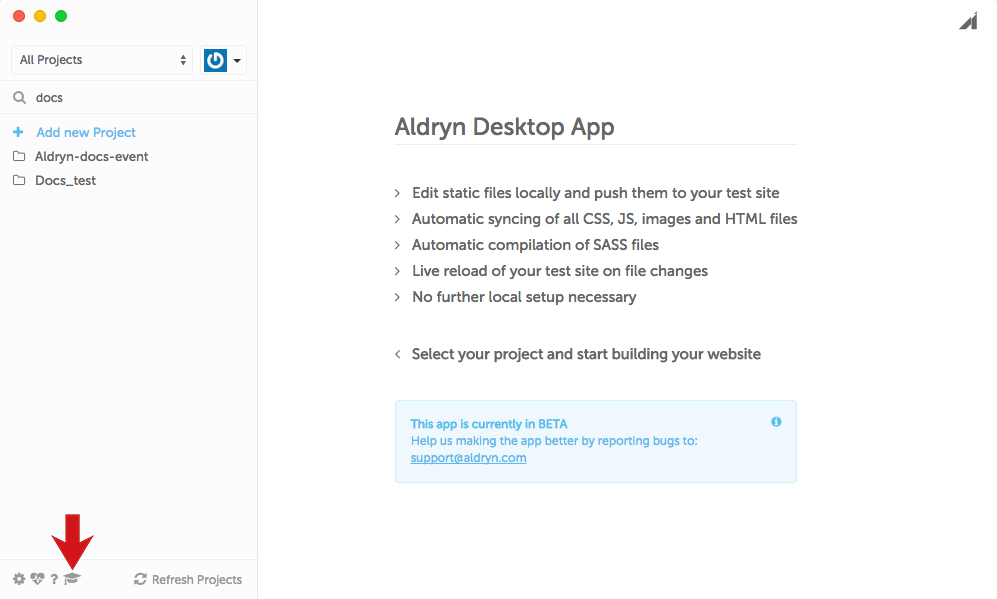 All Projects
docs
Add new Project
Aldryn-docs-event
Docs_test
Refresh Projects
Aldryn Desktop App
Edit static files locally and push them to your test site
Automatic syncing of all CSS, JS, images and HTML files
Automatic compilation of SASS files
Live reload of your test site on file changes
No further local setup necessary
Select your project and start building your website
This app is currently in BETA
Help us making the app better by reporting bugs to:
support@aldryn.com